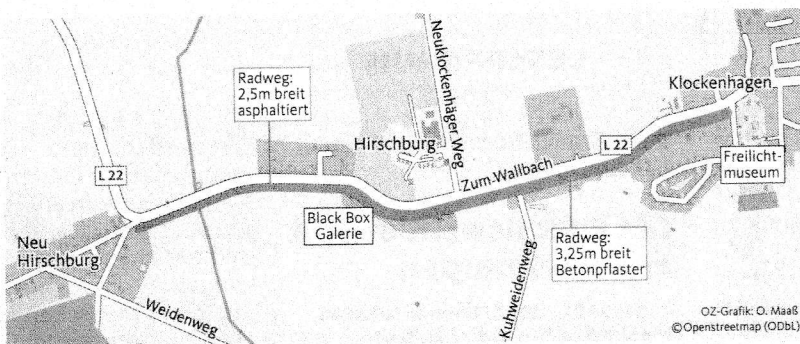 Neuklockenhäger Weg
Radweg:
2,5m breit
asphaltiert
Klockenhagen
Hirschburg
L 22
Freilicht-
museum
L 22
Zum Wallbach
Black Box
Galerie
Neu
Hirschburg
Radweg:
3,25m breit
Betonpflaster
Kuhweidenweg
Weidenweg
OZ-Grafik: O. Maaß
©Openstreetmap (ODbL)